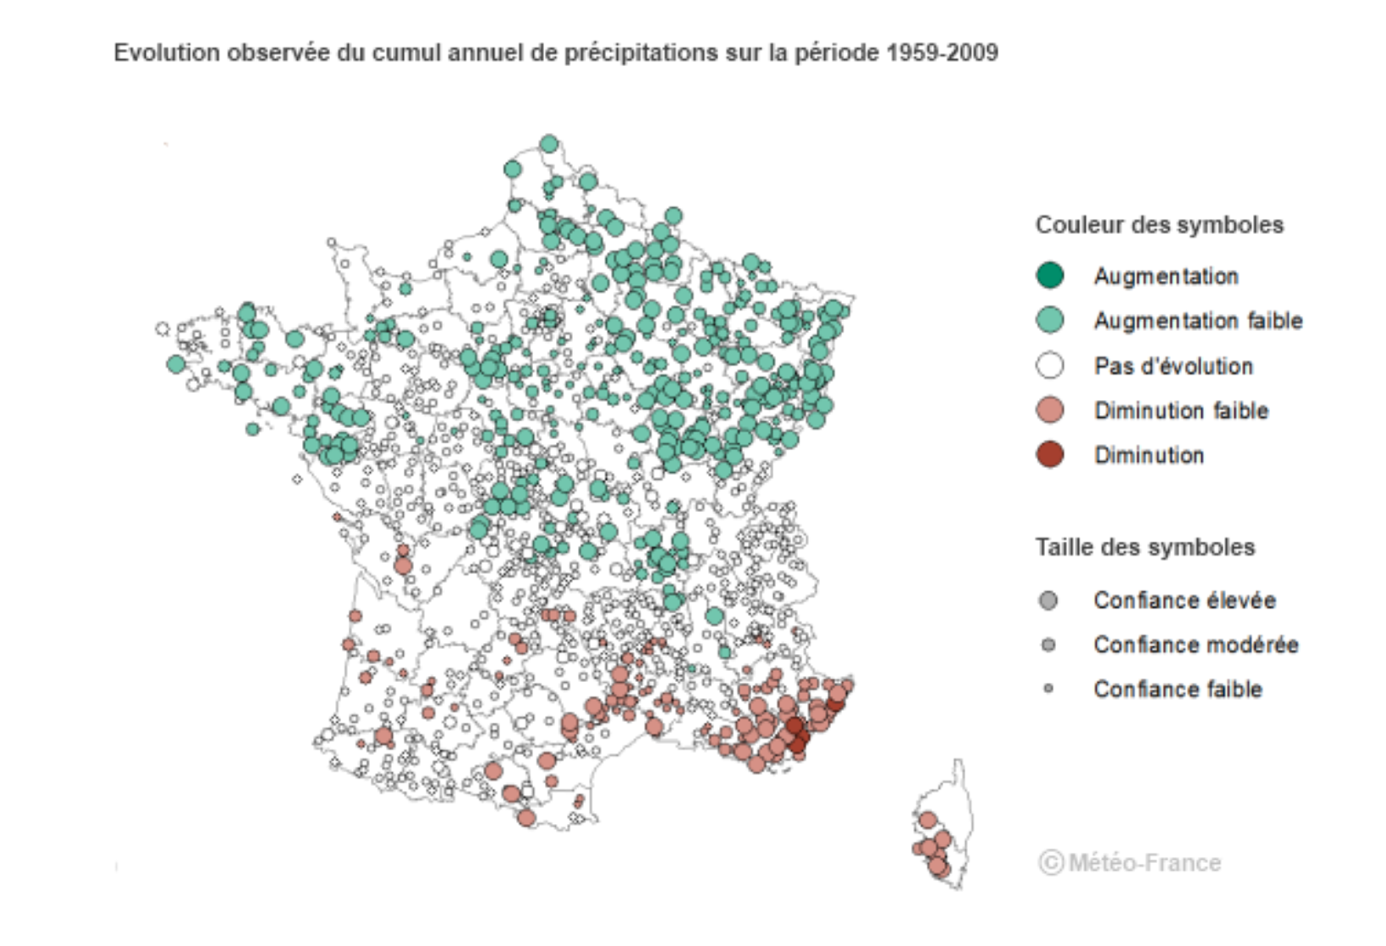 Evolution observée du cumul annuel de précipitations sur la période 1959-2009
Couleur des symboles
Augmentation
Augmentation faible
Pas d'évolution
Diminution faible
Diminution
Taille des symboles
Confiance élevée
Confiance modérée
Confiance faible
© Météo-France